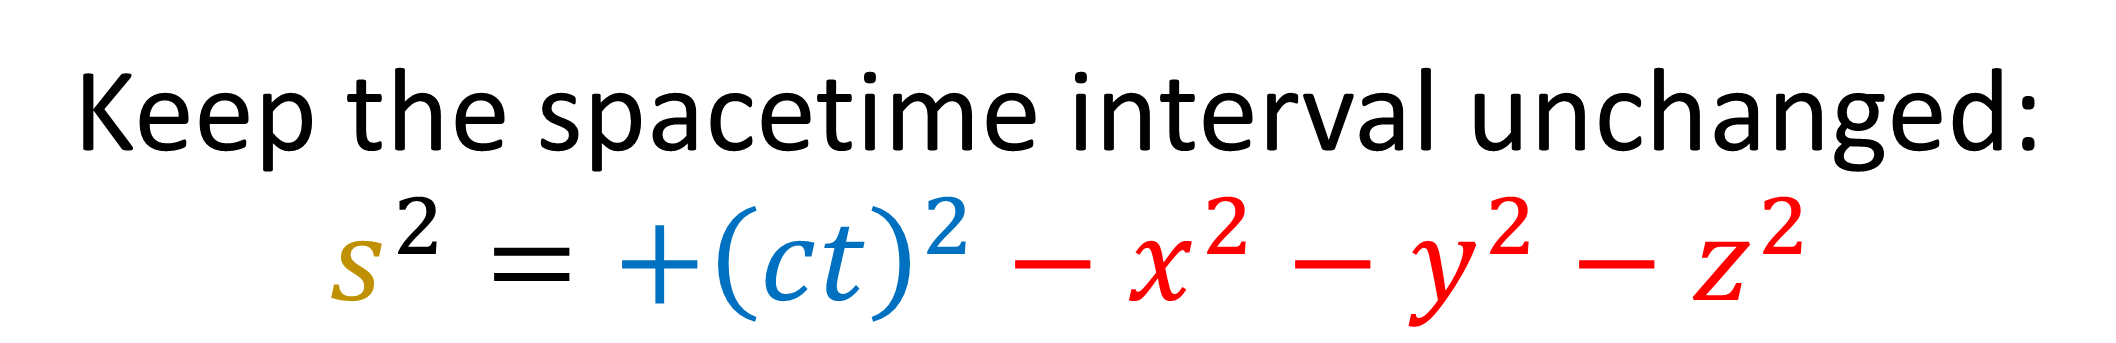 Keep the spacetime interval unchanged:
s² = +(ct)² − x² − y² − z²